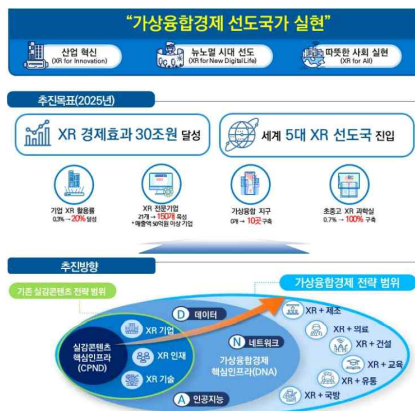 “가상융합경제 선도국가 실현”
산업 혁신
(XR for Innovation)
뉴노멀 시대 선도
(XR for New Digital Life)
따뜻한 사회 실현
(XR for All)
추진목표(2025년)
XR 경제효과 30조원 달성
세계 5대 XR 선도국 진입
기업 XR 활용률
0.3% → 20% 달성
XR 전문기업
21개 → 150개 육성
* 매출액 50억원 이상 기업
가상융합 지구
0개 → 10곳 구축
초중고 XR 과학실
0.7% → 100% 구축
추진방향
기존 실감콘텐츠 전략 범위
가상융합경제 전략 범위
D 데이터
XR + 제조
XR 기업
XR + 의료
실감콘텐츠
핵심인프라
(CPND)
XR 인재
N 네트워크
XR + 건설
가상융합경제
핵심인프라(DNA)
XR + 교육
XR 기술
XR + 유통
A 인공지능
XR + 국방